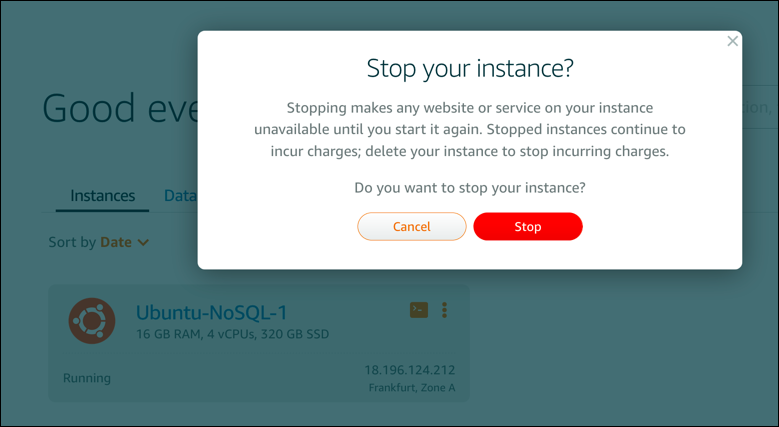 Stop your instance?
Stopping makes any website or service on your instance
unavailable until you start it again. Stopped instances continue to
incur charges; delete your instance to stop incurring charges.
Do you want to stop your instance?
Cancel
Stop
Good eve
Instances
Data
Sort by Date
Ubuntu-NoSQL-1
16 GB RAM, 4 vCPUs, 320 GB SSD
Running
18.196.124.212
Frankfurt, Zone A